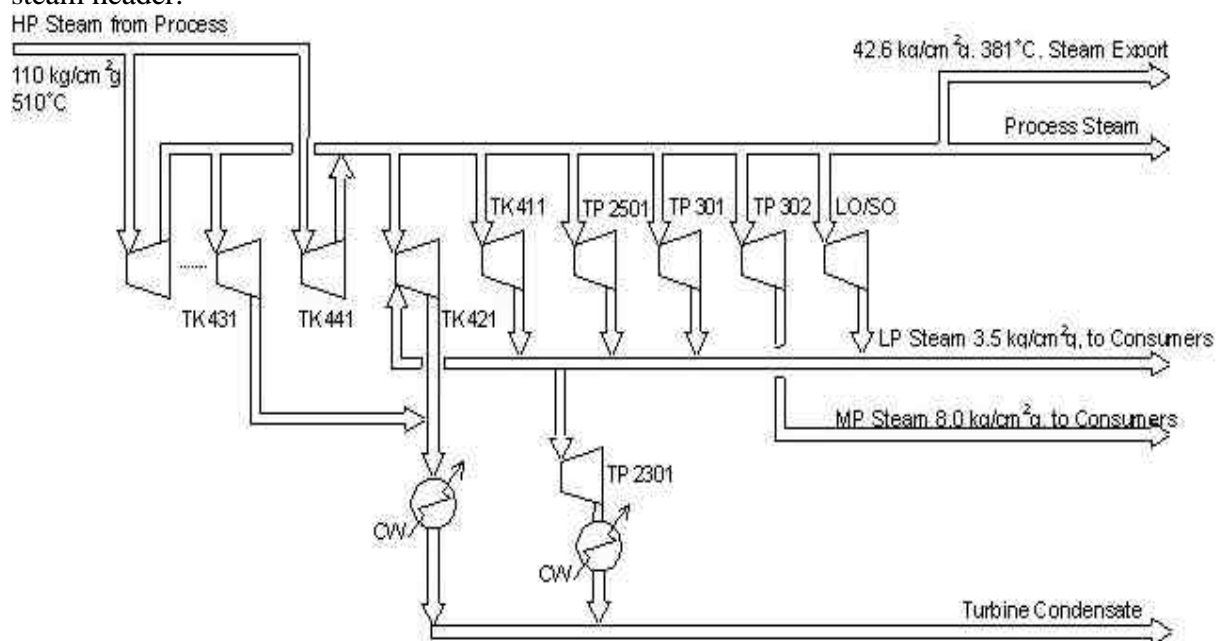 steam header.
HP Steam from Process
42.6 kg/cm²g, 381°C, Steam Export
110 kg/cm²g
510°C
Process Steam
TK 411
TP 2501
TP 301
TP 302
LO/SO
TK 431
TK 441
TK 421
LP Steam 3.5 kg/cm²g, to Consumers
MP Steam 8.0 kg/cm²g, to Consumers
TP 2301
CW
CW
Turbine Condensate